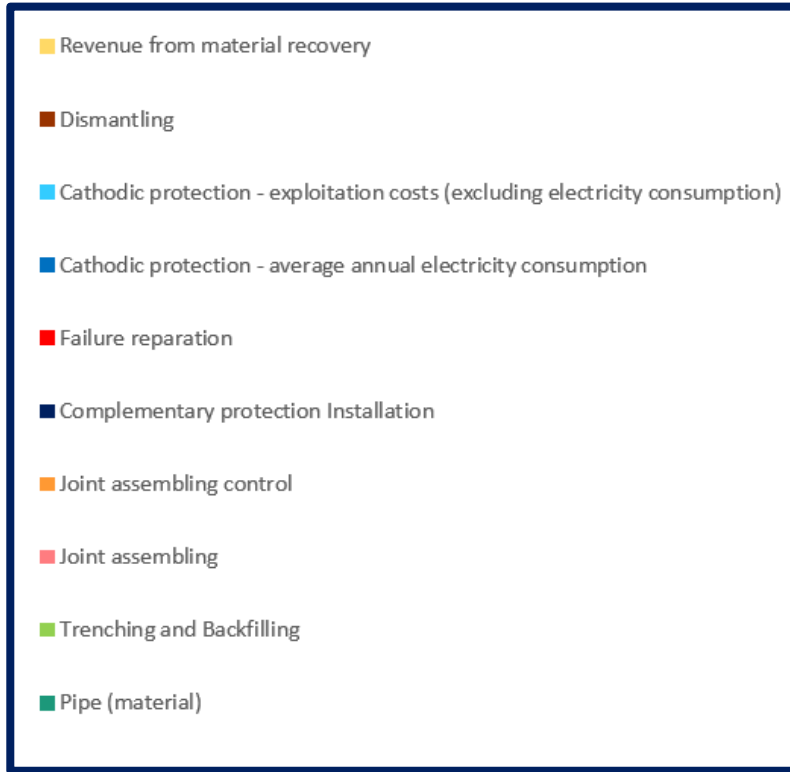 Revenue from material recovery
Dismantling
Cathodic protection - exploitation costs (excluding electricity consumption)
Cathodic protection - average annual electricity consumption
Failure reparation
Complementary protection Installation
Joint assembling control
Joint assembling
Trenching and Backfilling
Pipe (material)